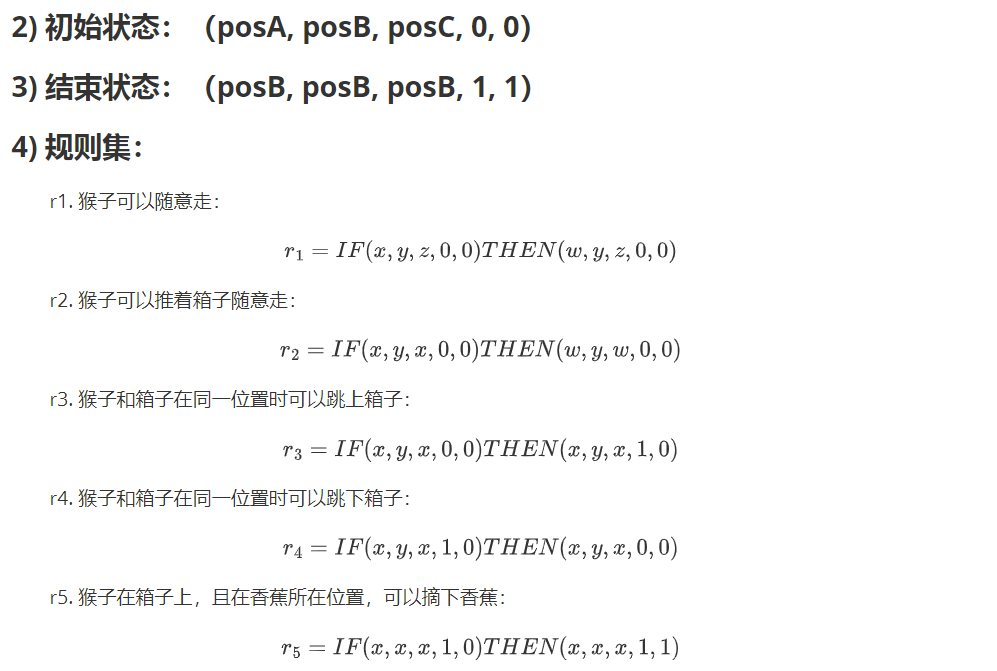 2) 初始状态：（posA, posB, posC, 0, 0）
3) 结束状态：（posB, posB, posB, 1, 1）
4) 规则集：
r1. 猴子可以随意走：
r₁ = IF(x, y, z, 0, 0)THEN(w, y, z, 0, 0)
r2. 猴子可以推着箱子随意走：
r₂ = IF(x, y, x, 0, 0)THEN(w, y, w, 0, 0)
r3. 猴子和箱子在同一位置时可以跳上箱子：
r₃ = IF(x, y, x, 0, 0)THEN(x, y, x, 1, 0)
r4. 猴子和箱子在同一位置时可以跳下箱子：
r₄ = IF(x, y, x, 1, 0)THEN(x, y, x, 0, 0)
r5. 猴子在箱子上，且在香蕉所在位置，可以摘下香蕉：
r₅ = IF(x, x, x, 1, 0)THEN(x, x, x, 1, 1)